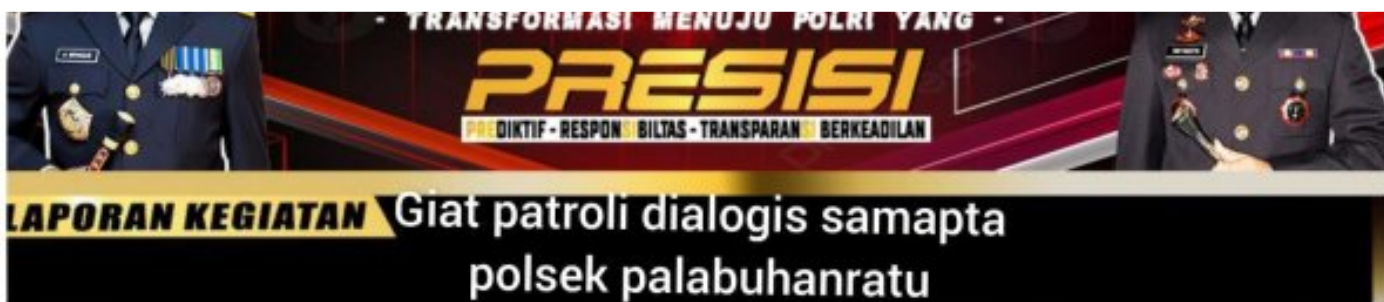 - TRANSFORMASI MENUJU POLRI YANG -
PRESISI
PREDIKTIF - RESPONSIBILTAS - TRANSPARANSI BERKEADILAN
LAPORAN KEGIATAN
Giat patroli dialogis samapta
polsek palabuhanratu